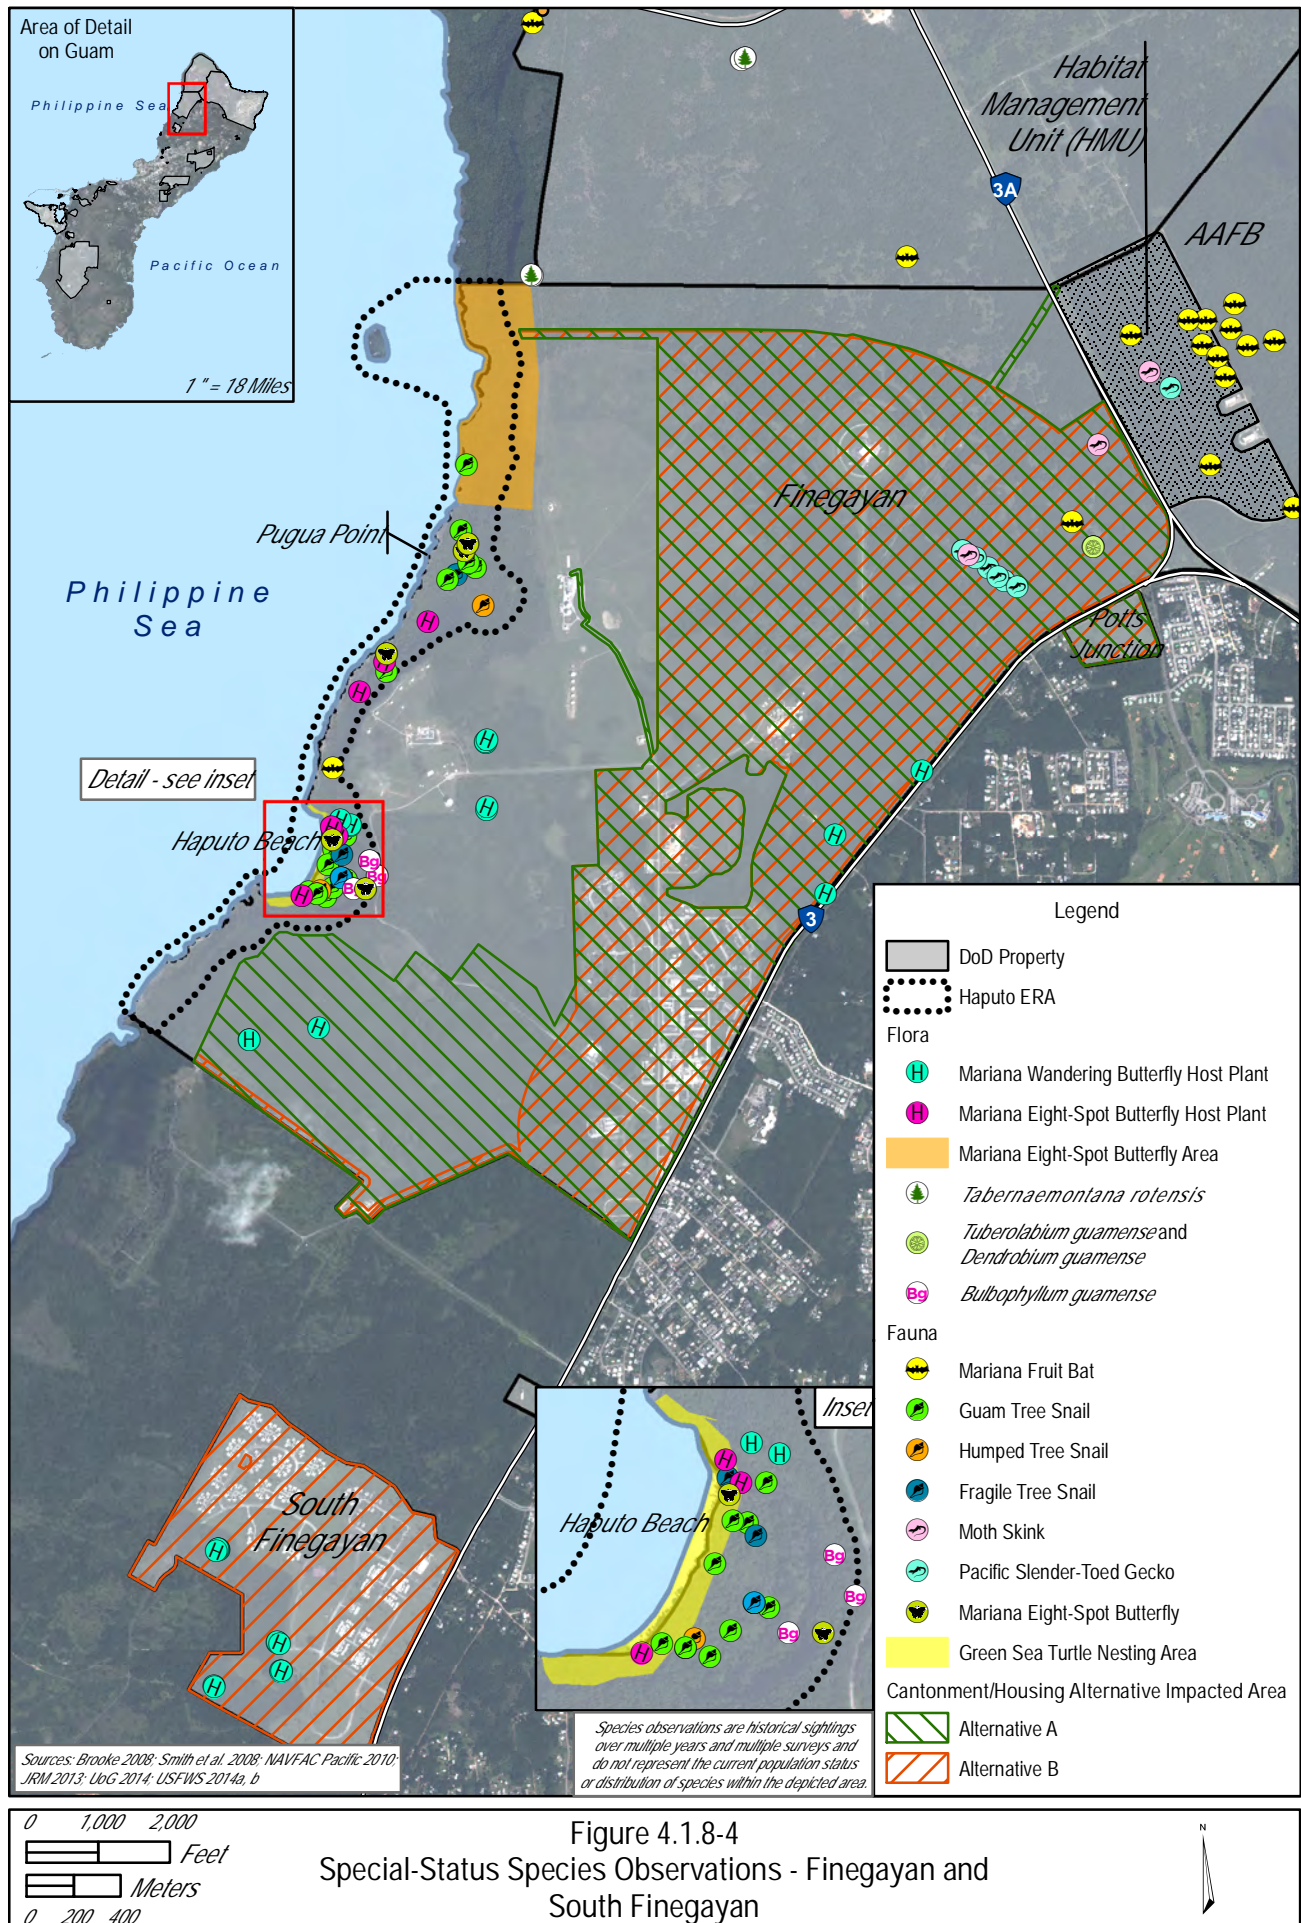 Area of Detail
on Guam
Philippine Sea
Pacific Ocean
1 " = 18 Miles
Habitat
Management
Unit (HMU)
3A
AAFB
Pugua Point
Finegayan
Philippine
Sea
Potts
Junction
Detail - see inset
Haputo Beach
H
H
H
H
H
H
H
H
H
H
H
H
H
H
Bg
Bg
Bg
3
H
H
South
Finegayan
H
H
H
H
Inset
Haputo Beach
H
H
H
H
H
Bg
Bg
Bg
Legend
DoD Property
Haputo ERA
Flora
H Mariana Wandering Butterfly Host Plant
H Mariana Eight-Spot Butterfly Host Plant
Mariana Eight-Spot Butterfly Area
Tabernaemontana rotensis
Tuberolabium guamense and
Dendrobium guamense
Bg Bulbophyllum guamense
Fauna
Mariana Fruit Bat
Guam Tree Snail
Humped Tree Snail
Fragile Tree Snail
Moth Skink
Pacific Slender-Toed Gecko
Mariana Eight-Spot Butterfly
Green Sea Turtle Nesting Area
Cantonment/Housing Alternative Impacted Area
Alternative A
Alternative B
Sources: Brooke 2008; Smith et al. 2008; NAVFAC Pacific 2010;
JRM 2013; UoG 2014; USFWS 2014a, b
Species observations are historical sightings
over multiple years and multiple surveys and
do not represent the current population status
or distribution of species within the depicted area.
0 1,000 2,000
Feet
Meters
0 200 400
Figure 4.1.8-4
Special-Status Species Observations - Finegayan and
South Finegayan
N